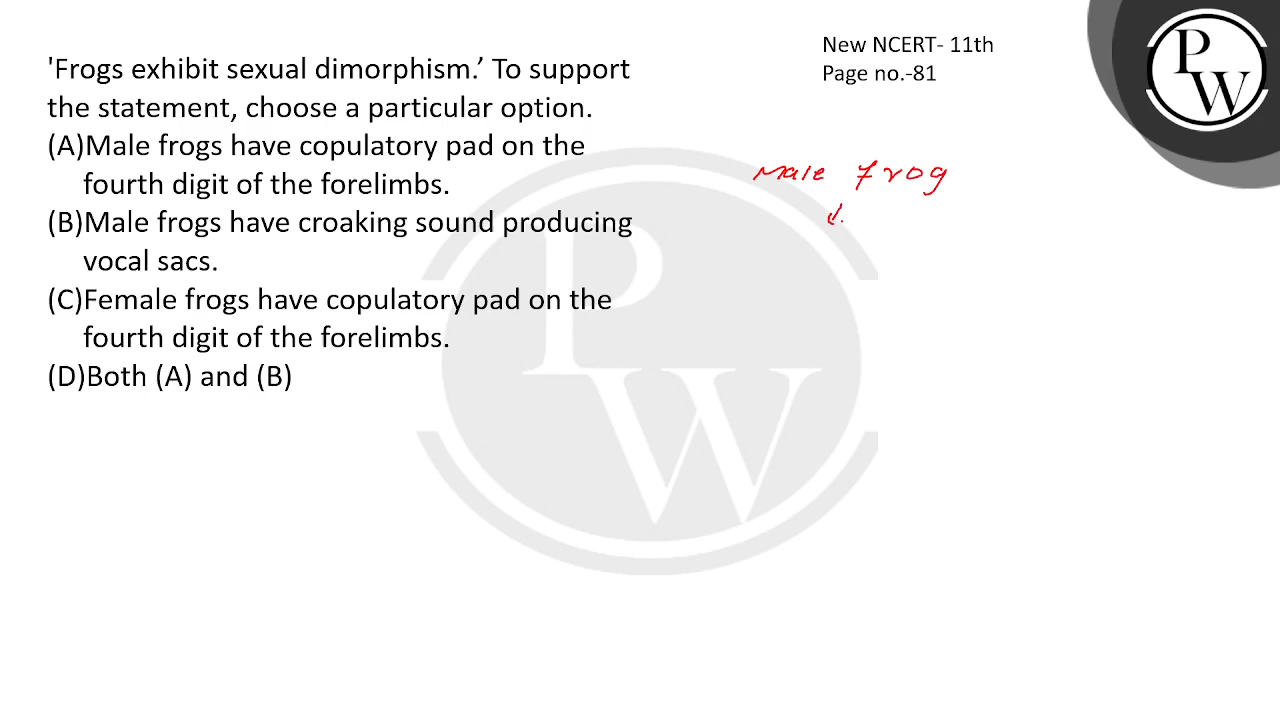 'Frogs exhibit sexual dimorphism.’ To support
the statement, choose a particular option.
(A)Male frogs have copulatory pad on the
fourth digit of the forelimbs.
(B)Male frogs have croaking sound producing
vocal sacs.
(C)Female frogs have copulatory pad on the
fourth digit of the forelimbs.
(D)Both (A) and (B)
New NCERT- 11th
Page no.-81
Male frog
P
W
P
W